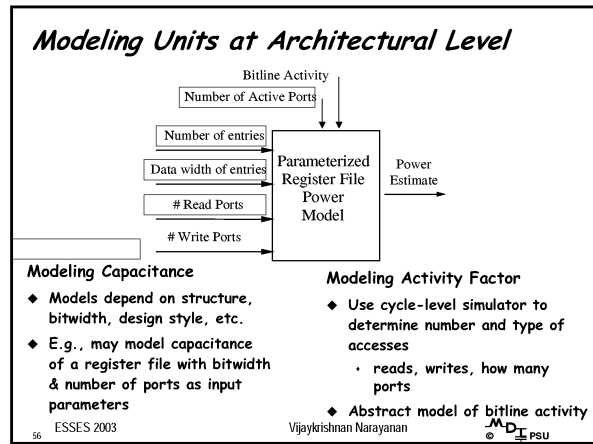 Modeling Units at Architectural Level
Bitline Activity
Number of Active Ports
Number of entries
Data width of entries
# Read Ports
# Write Ports
Parameterized
Register File
Power
Model
Power
Estimate
Modeling Capacitance
◆ Models depend on structure,
bitwidth, design style, etc.
◆ E.g., may model capacitance
of a register file with bitwidth
& number of ports as input
parameters
Modeling Activity Factor
◆ Use cycle-level simulator to
determine number and type of
accesses
• reads, writes, how many
ports
◆ Abstract model of bitline activity
56
ESSES 2003
Vijaykrishnan Narayanan
©
PSU